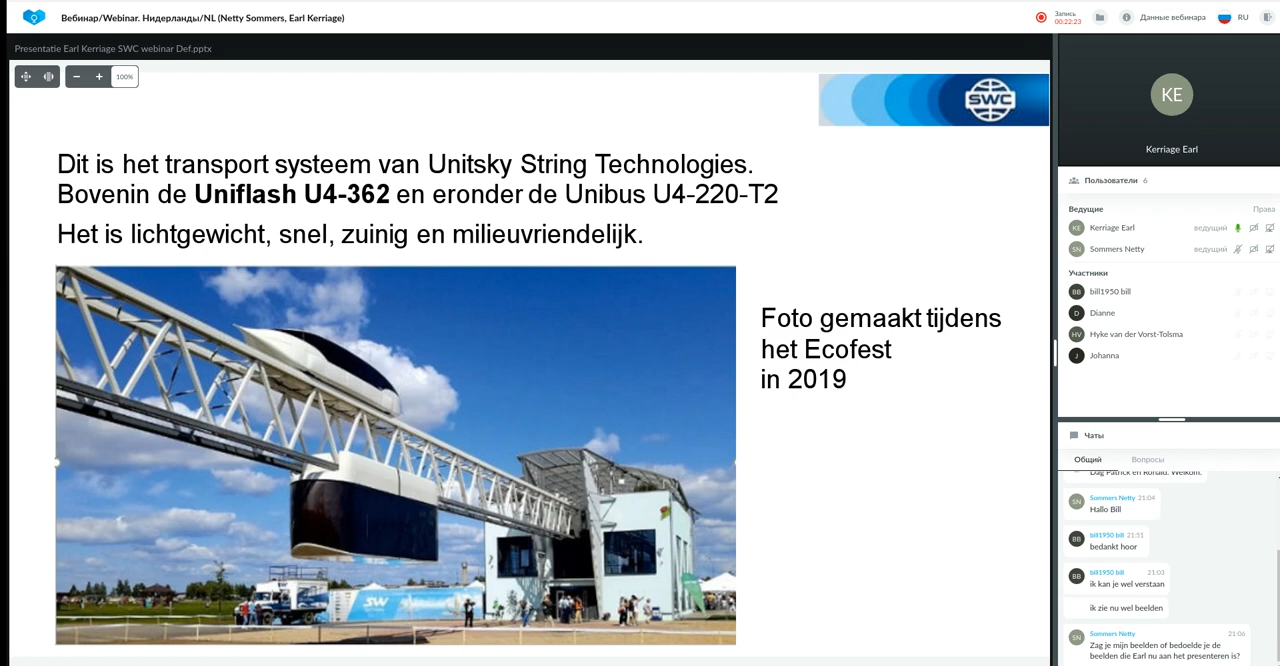 Вебинар/Webinar. Нидерланды/NL (Netty Sommers, Earl Kerriage)
Запись
00:22:23
Данные вебинара
RU
Presentatie Earl Kerriage SWC webinar Def.pptx
100%
SWC
Dit is het transport systeem van Unitsky String Technologies.
Bovenin de Uniflash U4-362 en eronder de Unibus U4-220-T2
Het is lichtgewicht, snel, zuinig en milieuvriendelijk.
Foto gemaakt tijdens
het Ecofest
in 2019
SW
KE
Kerriage Earl
Пользователи 6
Ведущие Права
KE Kerriage Earl ведущий
SN Sommers Netty ведущий
Участники
BB bill1950 bill
D Dianne
HV Hyke van der Vorst-Tolsma
J Johanna
Чаты
Общий Вопросы
Dag Patrick en Ronald. Welkom.
SN Sommers Netty 21:04
Hallo Bill
BB bill1950 bill 21:51
bedankt hoor
BB bill1950 bill 21:03
ik kan je wel verstaan
ik zie nu wel beelden
SN Sommers Netty 21:06
Zag je mijn beelden of bedoelde je de
beelden die Earl nu aan het presenteren is?